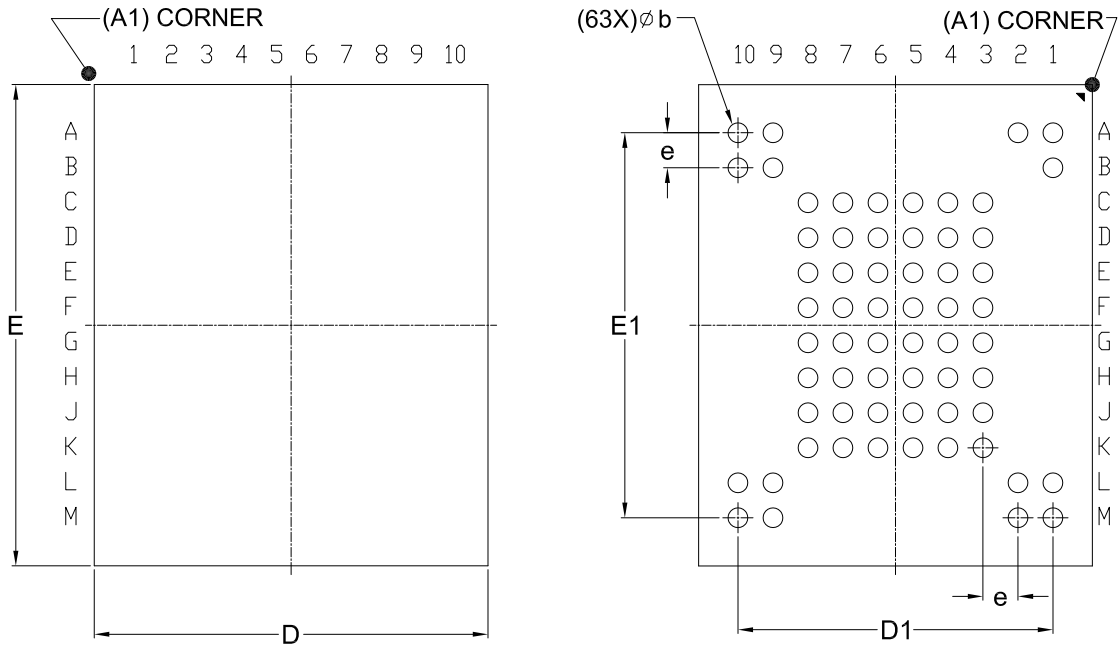 (A1) CORNER
1 2 3 4 5 6 7 8 9 10
A
B
C
D
E
F
G
H
J
K
L
M
E
D
(63X)⌀b
(A1) CORNER
10 9 8 7 6 5 4 3 2 1
e
E1
A
B
C
D
E
F
G
H
J
K
L
M
e
D1